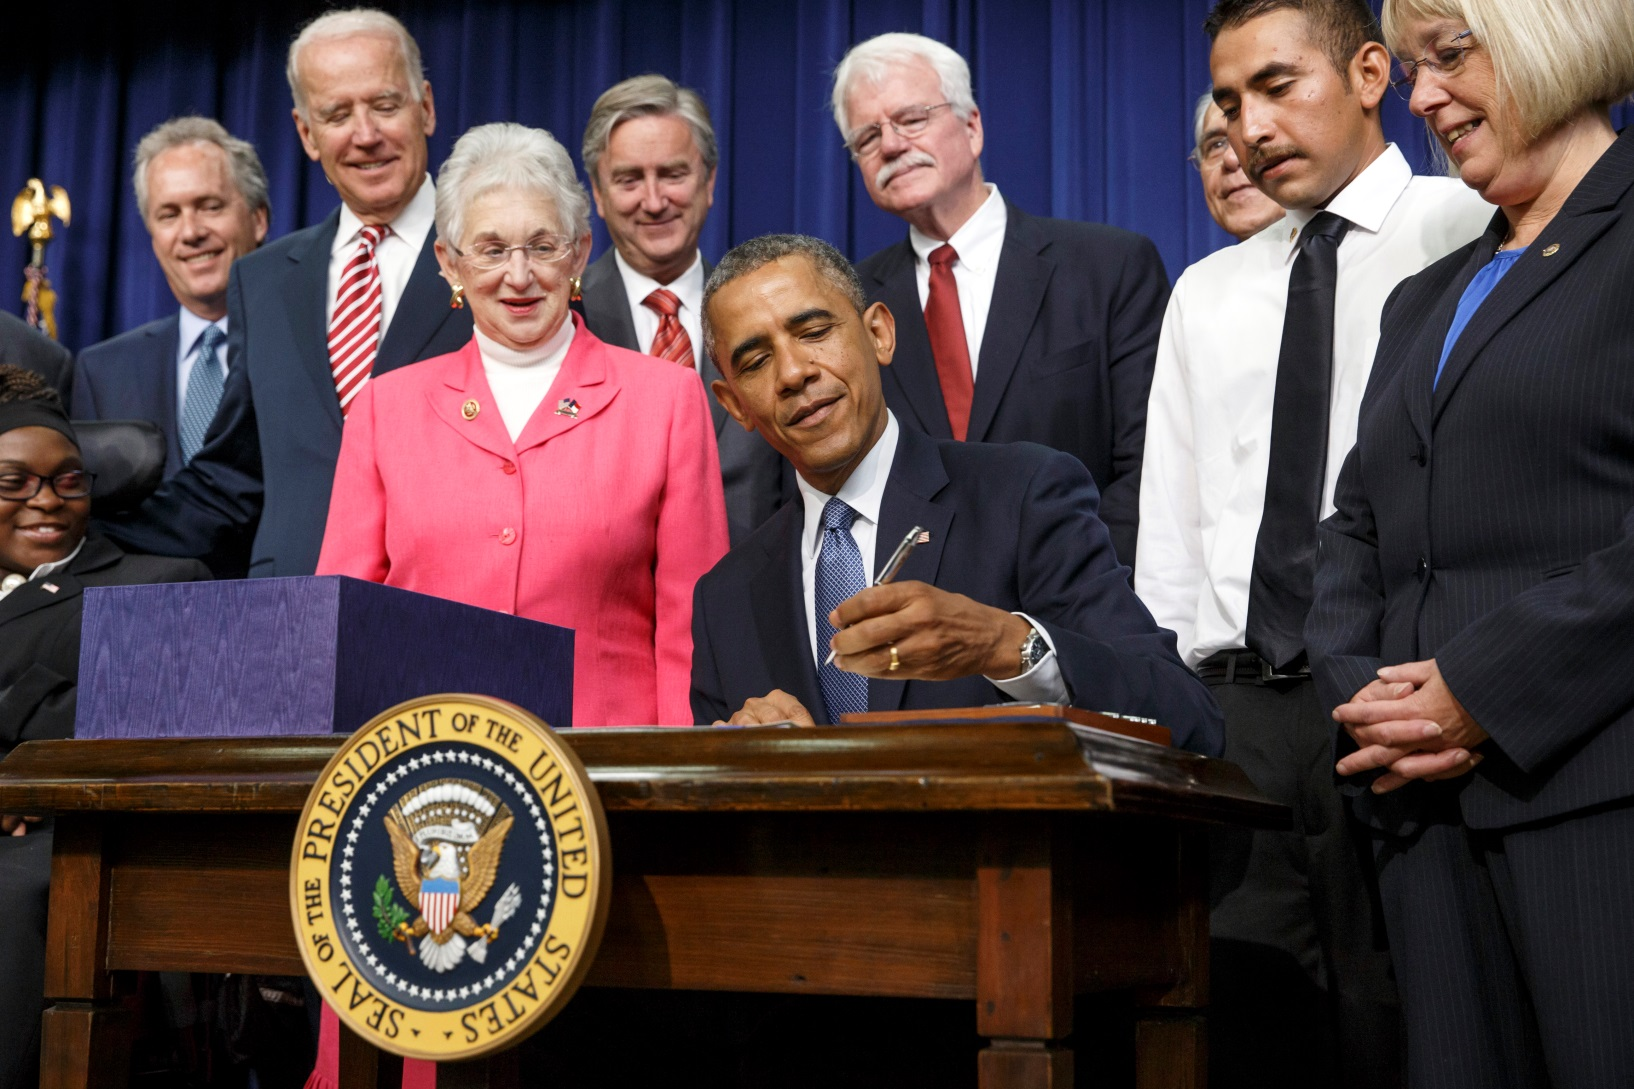 SEAL OF THE PRESIDENT OF THE UNITED STATES